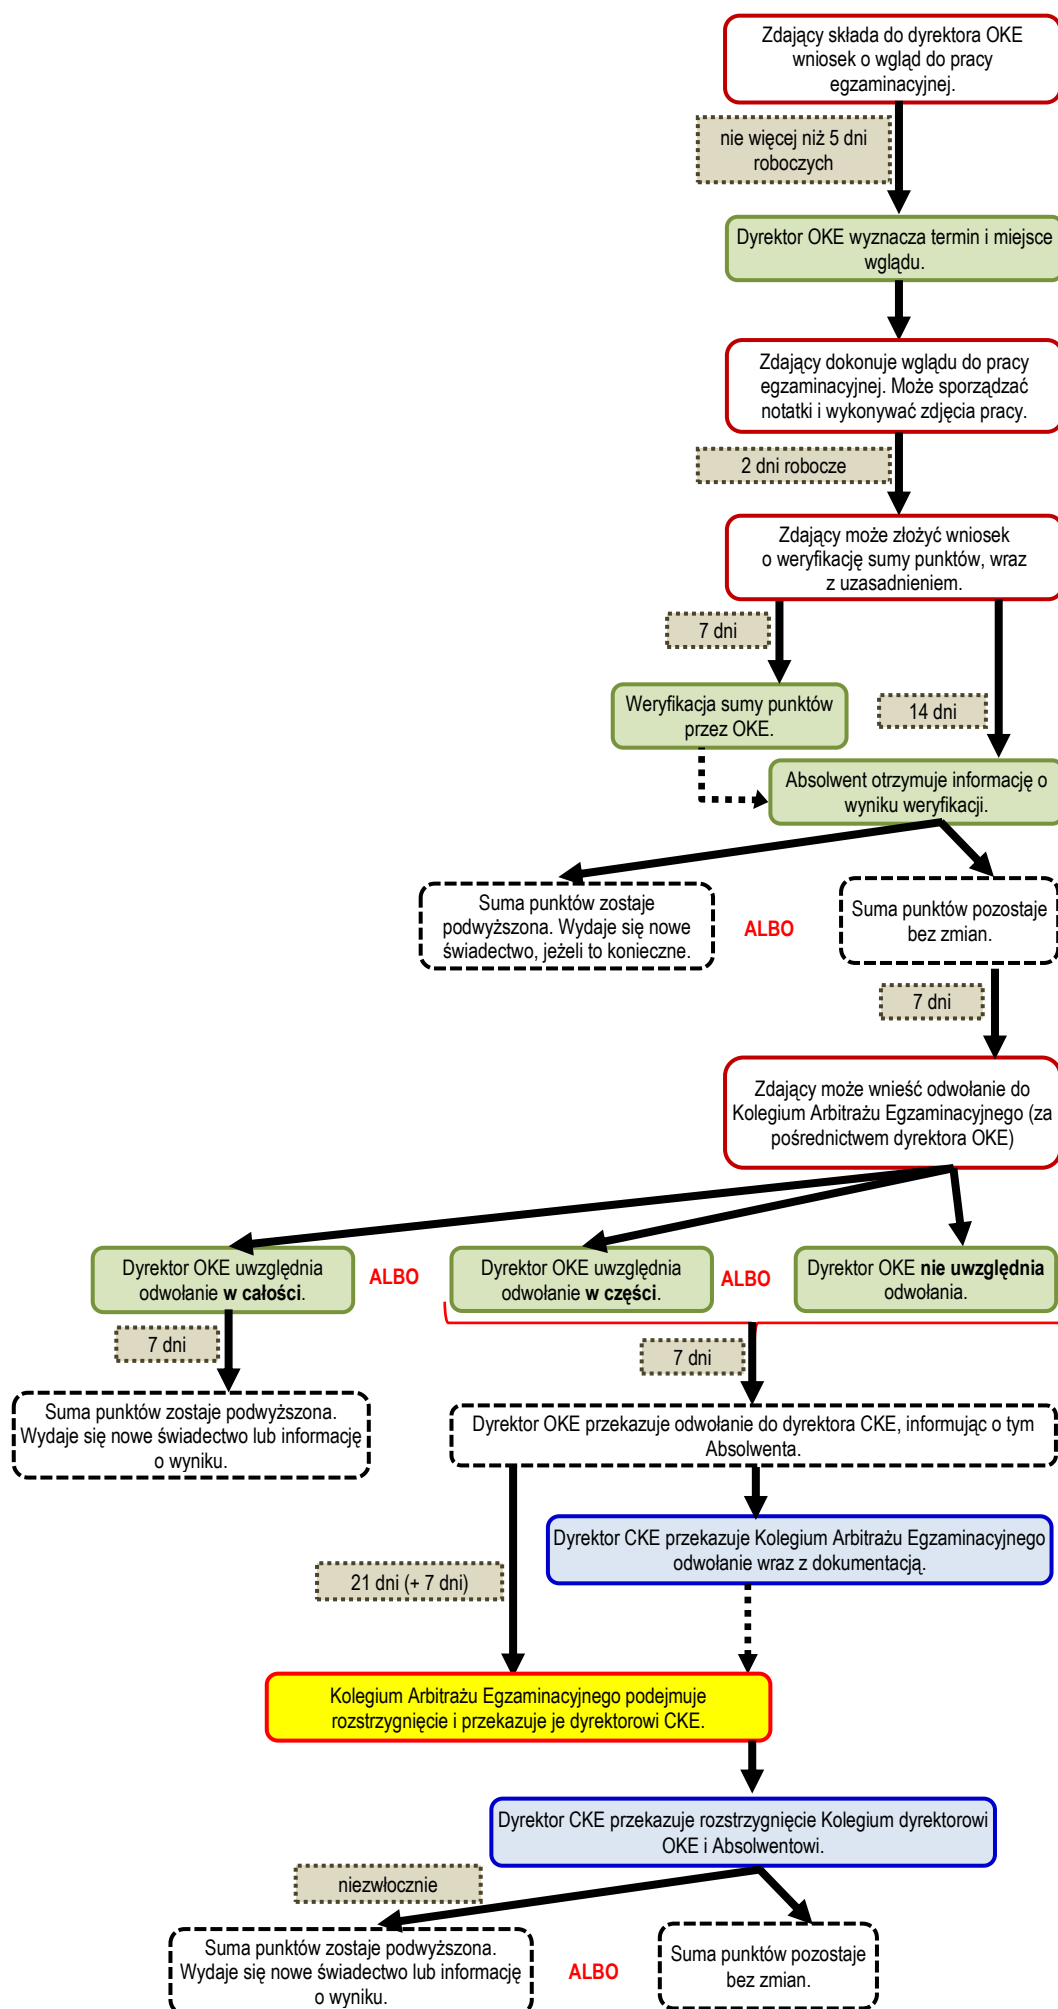 Zdający składa do dyrektora OKE
wniosek o wgląd do pracy
egzaminacyjnej.
nie więcej niż 5 dni
roboczych
Dyrektor OKE wyznacza termin i miejsce
wglądu.
Zdający dokonuje wglądu do pracy
egzaminacyjnej. Może sporządzać
notatki i wykonywać zdjęcia pracy.
2 dni robocze
Zdający może złożyć wniosek
o weryfikację sumy punktów, wraz
z uzasadnieniem.
7 dni
Weryfikacja sumy punktów
przez OKE.
14 dni
Absolwent otrzymuje informację o
wyniku weryfikacji.
Suma punktów zostaje
podwyższona. Wydaje się nowe
świadectwo, jeżeli to konieczne.
ALBO
Suma punktów pozostaje
bez zmian.
7 dni
Zdający może wnieść odwołanie do
Kolegium Arbitrażu Egzaminacyjnego (za
pośrednictwem dyrektora OKE)
Dyrektor OKE uwzględnia
odwołanie w całości.
ALBO
Dyrektor OKE uwzględnia
odwołanie w części.
ALBO
Dyrektor OKE nie uwzględnia
odwołania.
7 dni
7 dni
Suma punktów zostaje podwyższona.
Wydaje się nowe świadectwo lub informację
o wyniku.
Dyrektor OKE przekazuje odwołanie do dyrektora CKE, informując o tym
Absolwenta.
Dyrektor CKE przekazuje Kolegium Arbitrażu Egzaminacyjnego
odwołanie wraz z dokumentacją.
21 dni (+ 7 dni)
Kolegium Arbitrażu Egzaminacyjnego podejmuje
rozstrzygnięcie i przekazuje je dyrektorowi CKE.
Dyrektor CKE przekazuje rozstrzygnięcie Kolegium dyrektorowi
OKE i Absolwentowi.
niezwłocznie
Suma punktów zostaje podwyższona.
Wydaje się nowe świadectwo lub informację
o wyniku.
ALBO
Suma punktów pozostaje
bez zmian.